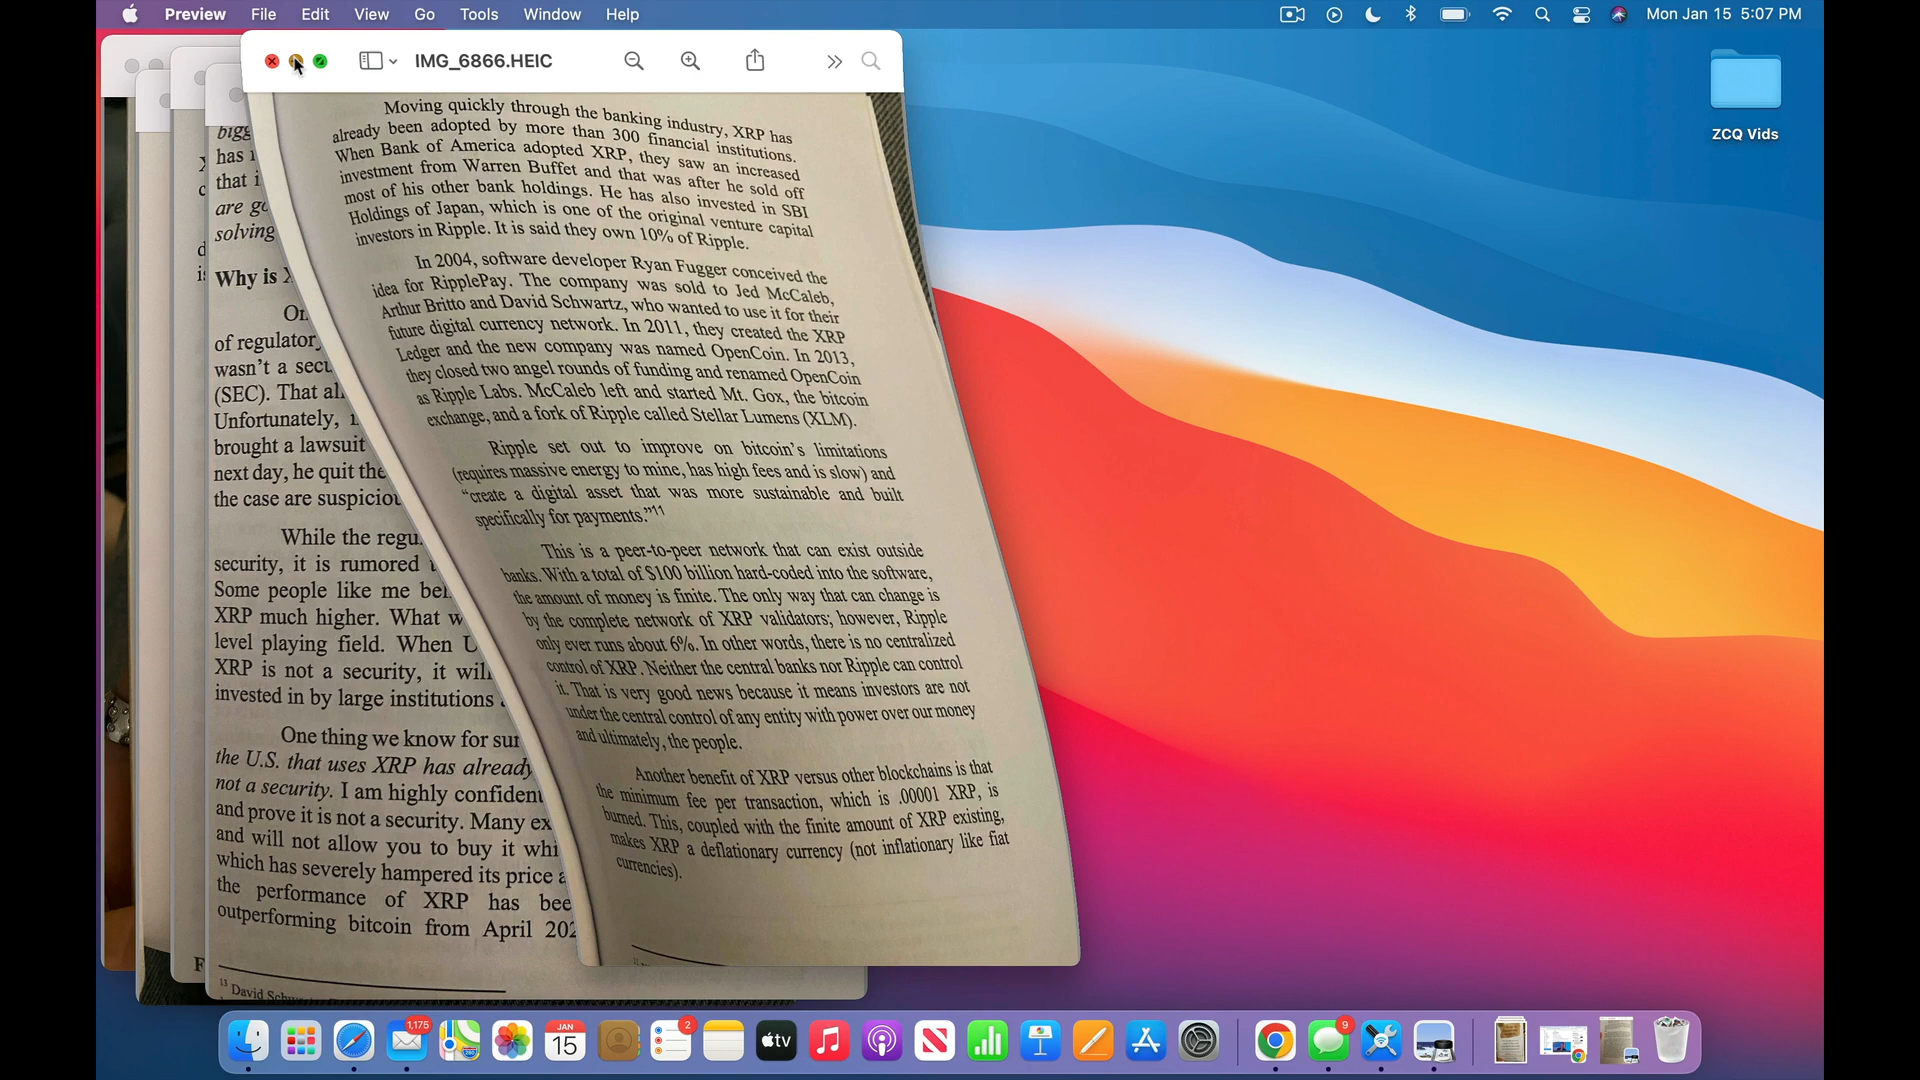 Preview File Edit View Go Tools Window Help
Mon Jan 15 5:07 PM
IMG_6866.HEIC
ZCQ Vids
Moving quickly through the banking industry, XRP has
already been adopted by more than 300 financial institutions.
When Bank of America adopted XRP, they saw an increased
investment from Warren Buffet and that was after he sold off
most of his other bank holdings. He has also invested in SBI
Holdings of Japan, which is one of the original venture capital
investors in Ripple. It is said they own 10% of Ripple.
In 2004, software developer Ryan Fugger conceived the
idea for RipplePay. The company was sold to Jed McCaleb,
Arthur Britto and David Schwartz, who wanted to use it for their
future digital currency network. In 2011, they created the XRP
Ledger and the new company was named OpenCoin. In 2013,
they closed two angel rounds of funding and renamed OpenCoin
as Ripple Labs. McCaleb left and started Mt. Gox, the bitcoin
exchange, and a fork of Ripple called Stellar Lumens (XLM).
Ripple set out to improve on bitcoin's limitations
(requires massive energy to mine, has high fees and is slow) and
"create a digital asset that was more sustainable and built
specifically for payments."11
This is a peer-to-peer network that can exist outside
banks. With a total of $100 billion hard-coded into the software,
the amount of money is finite. The only way that can change is
by the complete network of XRP validators; however, Ripple
only ever runs about 6%. In other words, there is no centralized
control of XRP. Neither the central banks nor Ripple can control
it. That is very good news because it means investors are not
under the central control of any entity with power over our money
and ultimately, the people.
Another benefit of XRP versus other blockchains is that
the minimum fee per transaction, which is .00001 XRP, is
burned. This, coupled with the finite amount of XRP existing,
makes XRP a deflationary currency (not inflationary like fiat
currencies).
bigg
has
that i
are go
solving
Why is
of regulatory
wasn't a secu
(SEC). That al
Unfortunately,
brought a lawsuit
next day, he quit the
the case are suspiciou
While the regu
security, it is rumored
Some people like me bel
XRP much higher. What w
level playing field. When U
XRP is not a security, it will
invested in by large institutions
One thing we know for sur
the U.S. that uses XRP has already
not a security. I am highly confident
and prove it is not a security. Many ex
and will not allow you to buy it whi
which has severely hampered its price a
the performance of XRP has bee
outperforming bitcoin from April 202
13 David Schw
1,175
280
JAN
15
2
tv
9